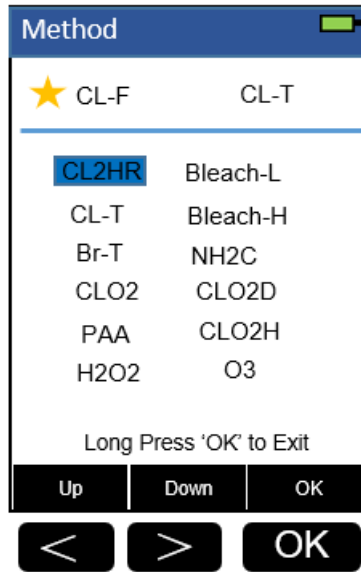 Method
CL-F CL-T
CL2HR Bleach-L
CL-T Bleach-H
Br-T NH2C
CLO2 CLO2D
PAA CLO2H
H2O2 O3
Long Press 'OK' to Exit
Up Down OK
< > OK